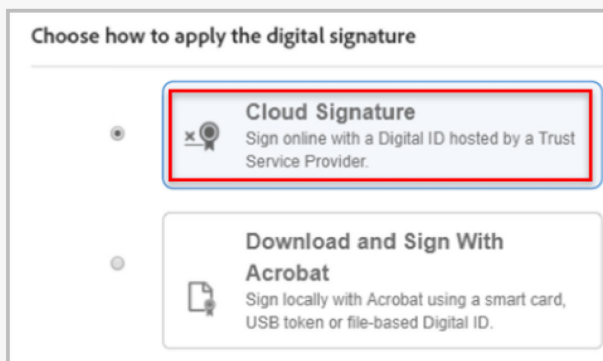 Choose how to apply the digital signature
Cloud Signature
Sign online with a Digital ID hosted by a Trust
Service Provider.
Download and Sign With
Acrobat
Sign locally with Acrobat using a smart card,
USB token or file-based Digital ID.